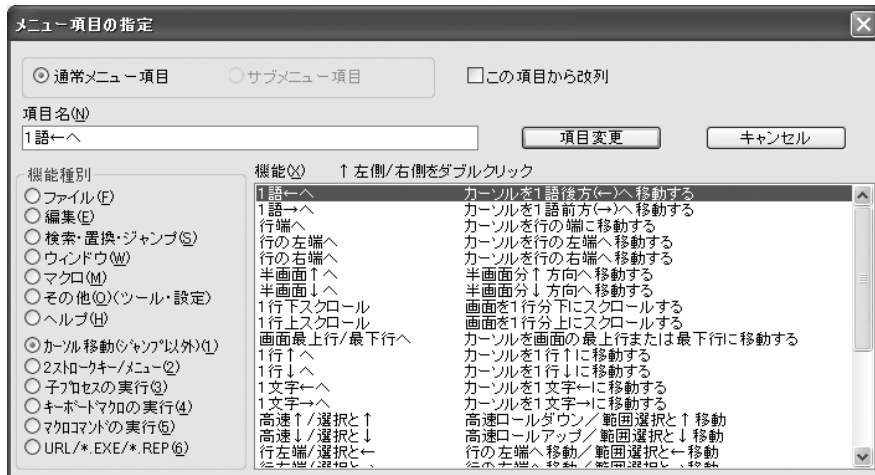 メニュー項目の指定
通常メニュー項目 サブメニュー項目 この項目から改列
項目名(N)
1語←へ 項目変更 キャンセル
機能種別 機能(X) ↑左側/右側をダブルクリック
ファイル(F)
編集(E)
検索・置換・ジャンプ(S)
ウィンドウ(W)
マクロ(M)
その他(O)(ツール・設定)
ヘルプ(H)
カーソル移動(ジャンプ以外)(1)
2ストロークキー/メニュー(2)
子プロセスの実行(3)
キーボードマクロの実行(4)
マクロコマンドの実行(5)
URL/*.EXE/*.REP(6)
1語←へ カーソルを1語後方(←)へ移動する
1語→へ カーソルを1語前方(→)へ移動する
行端へ カーソルを行の端に移動する
行の左端へ カーソルを行の左端へ移動する
行の右端へ カーソルを行の右端へ移動する
半画面↑へ 半画面分↑方向へ移動する
半画面↓へ 半画面分↓方向へ移動する
1行下スクロール 画面を1行分下にスクロールする
1行上スクロール 画面を1行分上にスクロールする
画面最上行/最下行へ カーソルを画面の最上行または最下行に移動する
1行↑へ カーソルを1行↑に移動する
1行↓へ カーソルを1行↓に移動する
1文字←へ カーソルを1文字←に移動する
1文字→へ カーソルを1文字→に移動する
高速↑/選択と↑ 高速ロールダウン/範囲選択と↑移動
高速↓/選択と↓ 高速ロールアップ/範囲選択と↓移動
行左端/選択と← 行の左端へ移動/範囲選択と←移動
行右端/選択と→ 行の右端へ移動/範囲選択と→移動